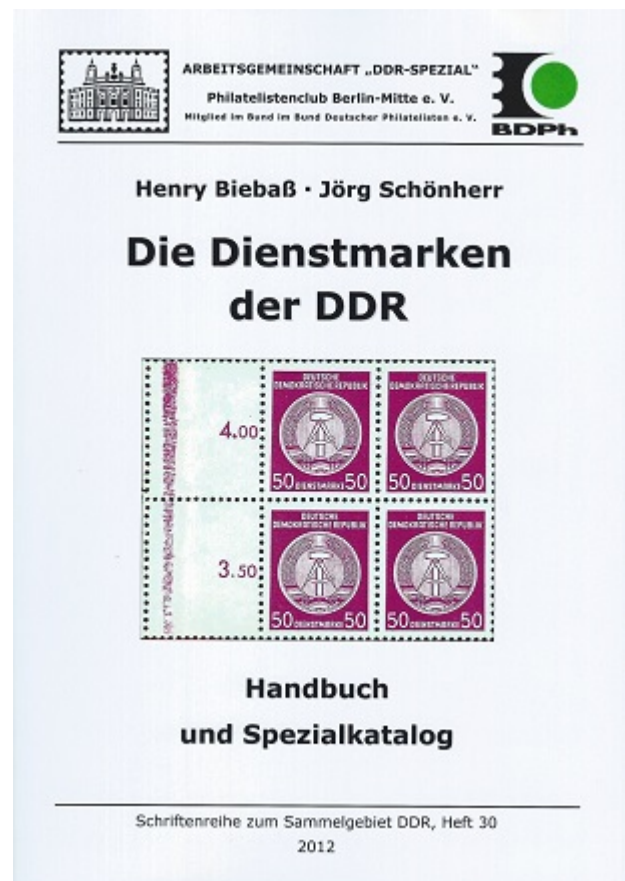 ARBEITSGEMEINSCHAFT „DDR-SPEZIAL“
Philatelistenclub Berlin-Mitte e. V.
Mitglied im Bund im Bund Deutscher Philatelisten e. V.
BDPh
Henry Biebaß · Jörg Schönherr
Die Dienstmarken
der DDR
4.00
DEUTSCHE
DEMOKRATISCHE REPUBLIK
50 DIENSTMARKE 50
DEUTSCHE
DEMOKRATISCHE REPUBLIK
50 DIENSTMARKE 50
3.50
DEUTSCHE
DEMOKRATISCHE REPUBLIK
50 DIENSTMARKE 50
DEUTSCHE
DEMOKRATISCHE REPUBLIK
50 DIENSTMARKE 50
Handbuch
und Spezialkatalog
Schriftenreihe zum Sammelgebiet DDR, Heft 30
2012